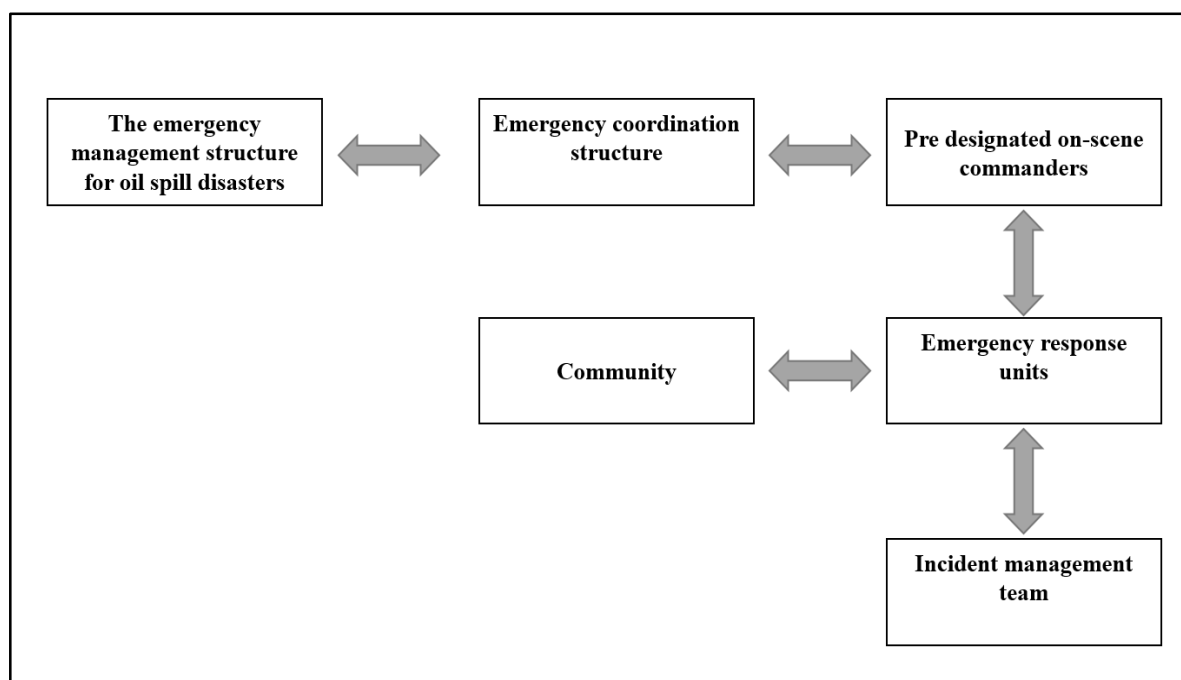 The emergency
management structure
for oil spill disasters
Emergency coordination
structure
Pre designated on-scene
commanders
Community
Emergency response
units
Incident management
team